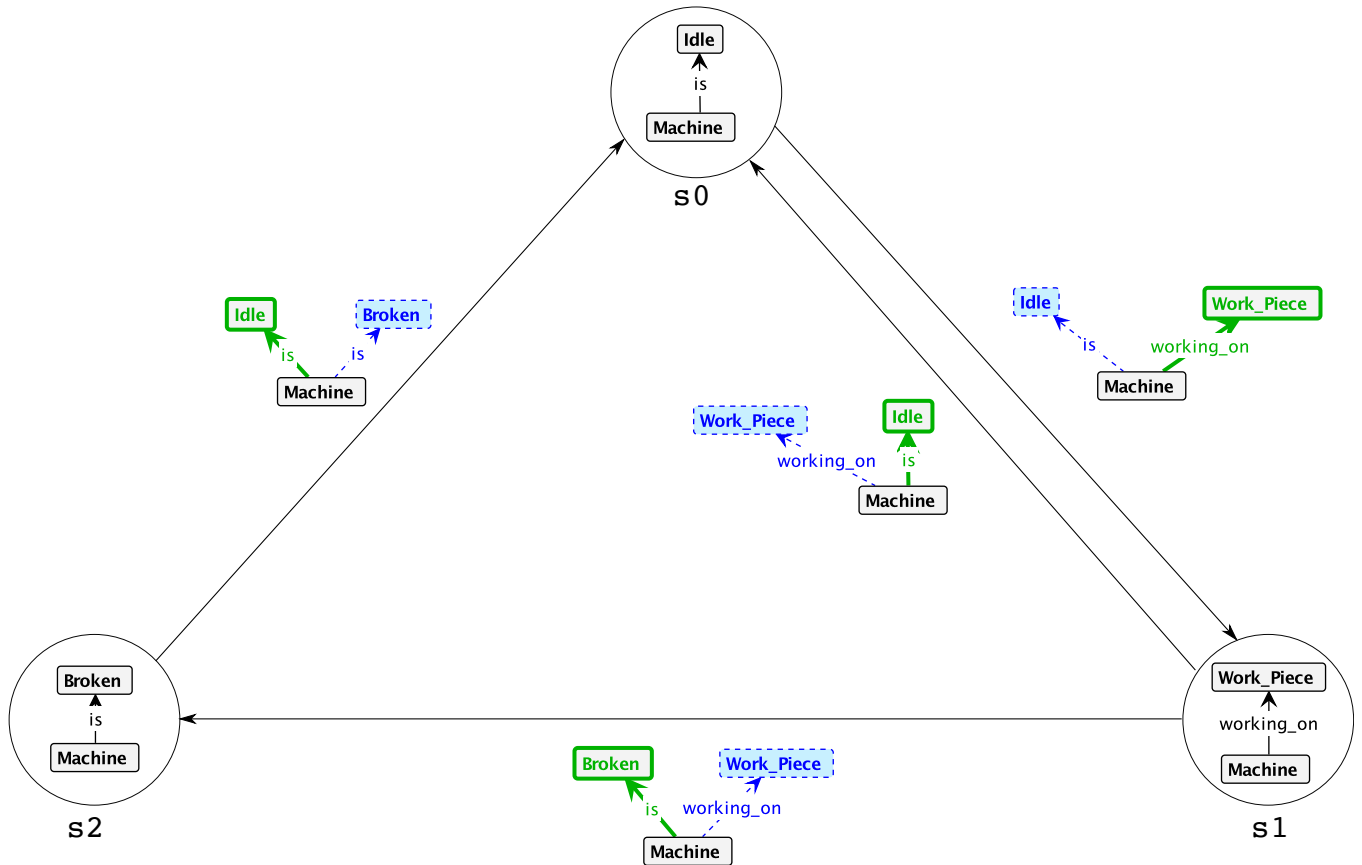 Idle
is
Machine
s0
Idle
Broken
is
is
Machine
Idle
Work_Piece
is
working_on
Machine
Work_Piece
Idle
working_on
is
Machine
Broken
is
Machine
s2
Work_Piece
working_on
Machine
s1
Broken
Work_Piece
is
working_on
Machine